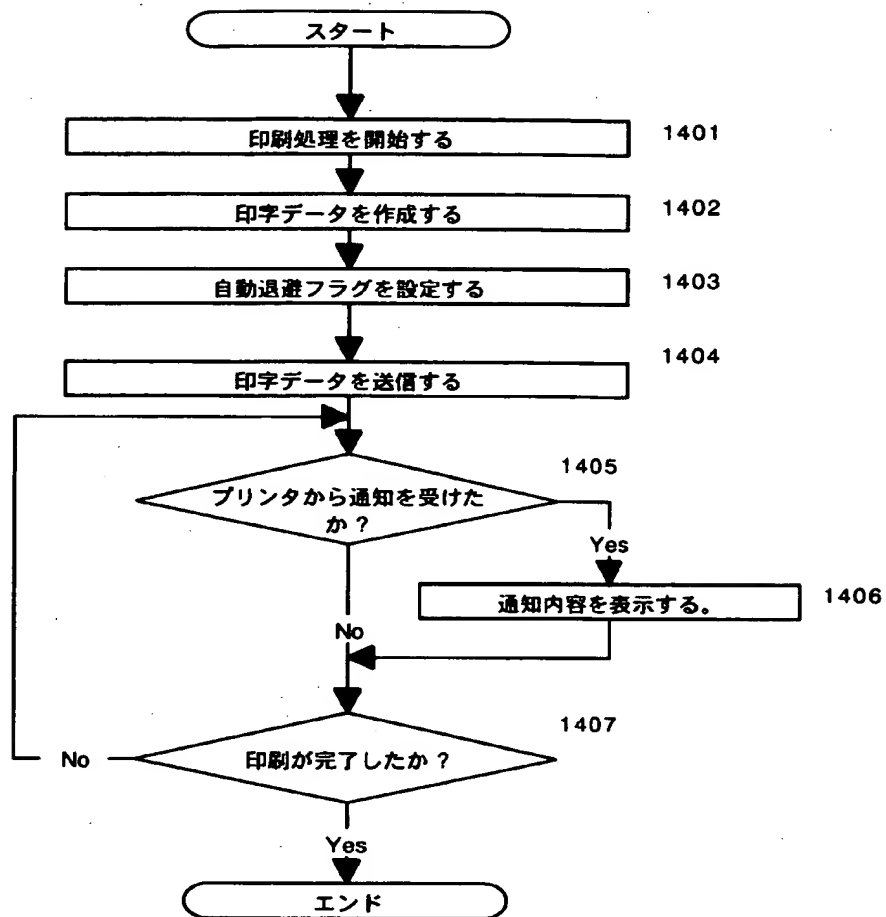 スタート
印刷処理を開始する
1401
印字データを作成する
1402
自動退避フラグを設定する
1403
1404
印字データを送信する
1405
プリンタから通知を受けた
か？
Yes
通知内容を表示する。
1406
No
1407
印刷が完了したか？
No
Yes
エンド